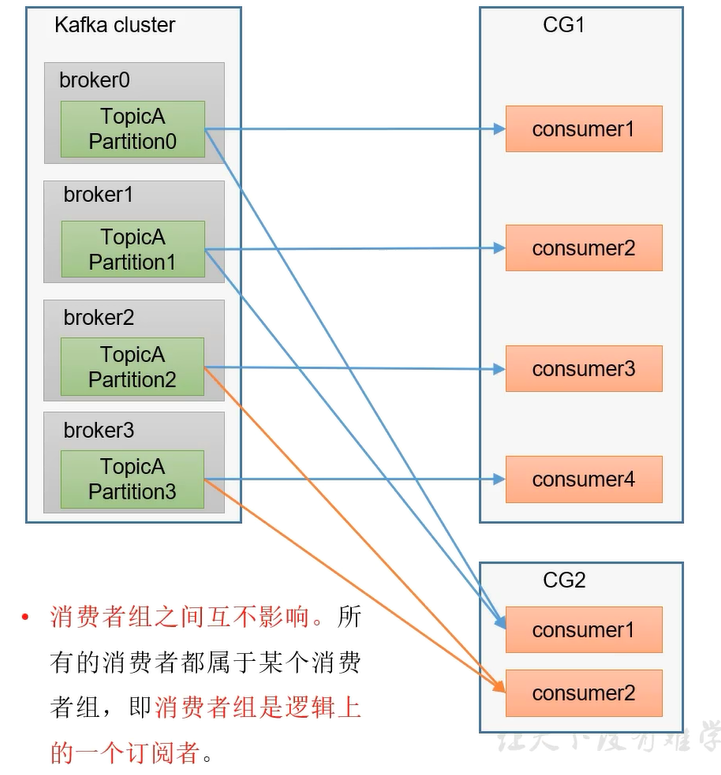 Kafka cluster
broker0
TopicA
Partition0
broker1
TopicA
Partition1
broker2
TopicA
Partition2
broker3
TopicA
Partition3
CG1
consumer1
consumer2
consumer3
consumer4
CG2
consumer1
consumer2
• 消费者组之间互不影响。所
有的消费者都属于某个消费
者组，即消费者组是逻辑上
的一个订阅者。
让天下没有难学